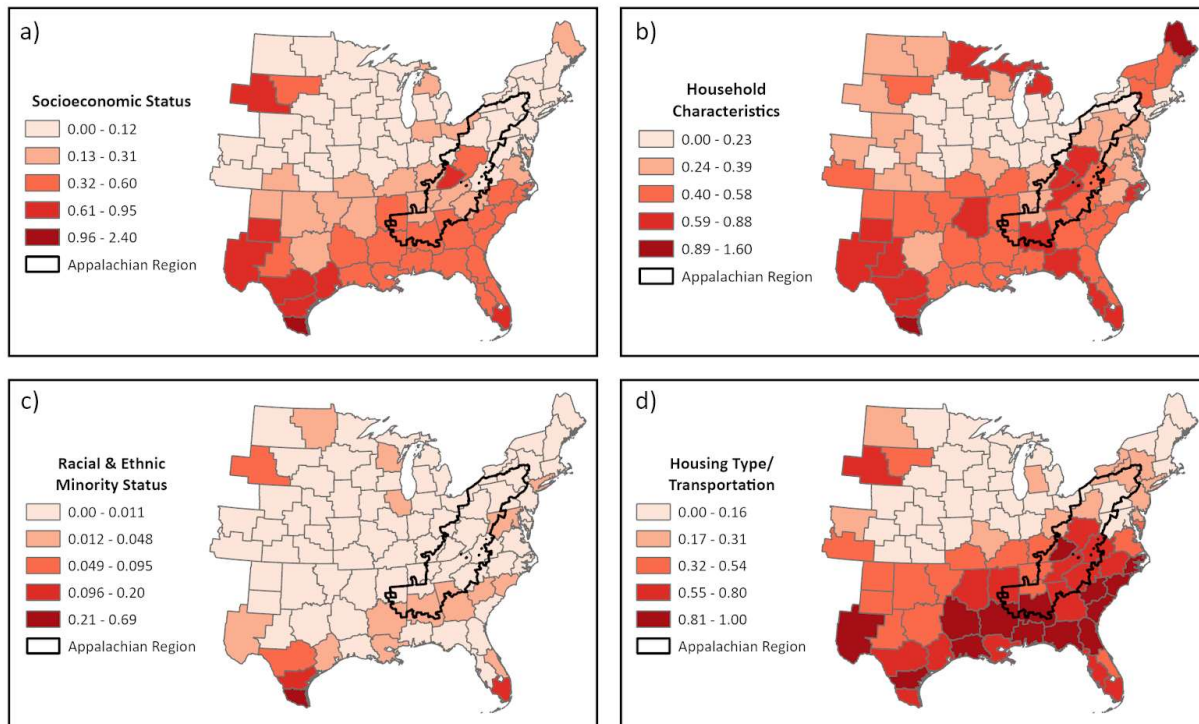 a)
Socioeconomic Status
0.00 - 0.12
0.13 - 0.31
0.32 - 0.60
0.61 - 0.95
0.96 - 2.40
Appalachian Region
b)
Household
Characteristics
0.00 - 0.23
0.24 - 0.39
0.40 - 0.58
0.59 - 0.88
0.89 - 1.60
Appalachian Region
c)
Racial & Ethnic
Minority Status
0.00 - 0.011
0.012 - 0.048
0.049 - 0.095
0.096 - 0.20
0.21 - 0.69
Appalachian Region
d)
Housing Type/
Transportation
0.00 - 0.16
0.17 - 0.31
0.32 - 0.54
0.55 - 0.80
0.81 - 1.00
Appalachian Region